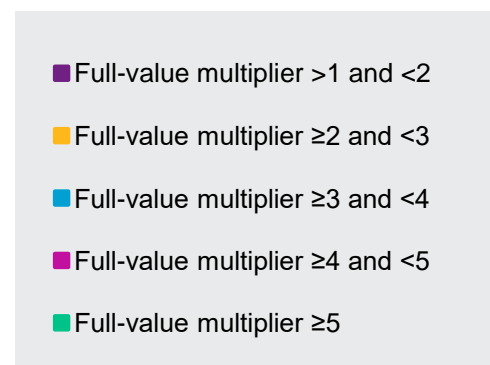 Full-value multiplier >1 and <2
Full-value multiplier ≥2 and <3
Full-value multiplier ≥3 and <4
Full-value multiplier ≥4 and <5
Full-value multiplier ≥5